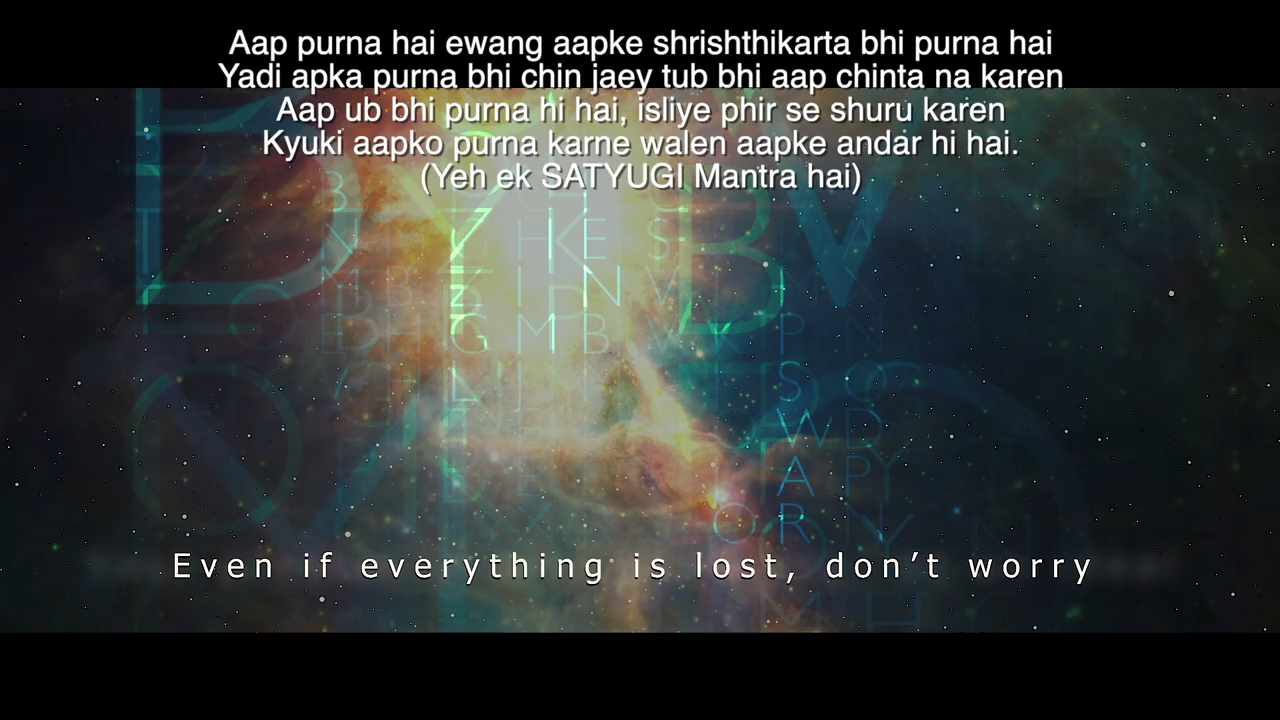 Aap purna hai ewang aapke shrishthikarta bhi purna hai
Yadi apka purna bhi chin jaey tub bhi aap chinta na karen
Aap ub bhi purna hi hai, isliye phir se shuru karen
Kyuki aapko purna karne walen aapke andar hi hai.
(Yeh ek SATYUGI Mantra hai)
Even if everything is lost, don’t worry